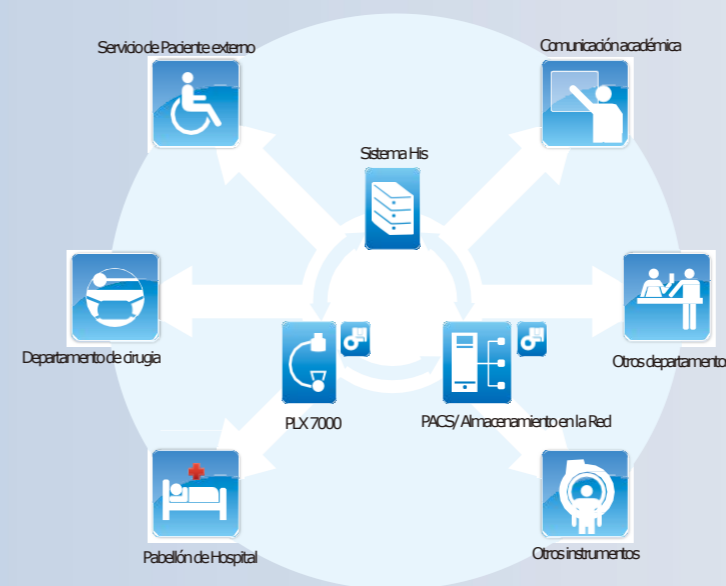 Servicio de Paciente externo
Comunicación académica
Sistema His
Departamento de cirugia
Otros departamento
PLX 7000
PACS/ Almacenamiento en la Red
Pabellón de Hospital
Otros instrumentos